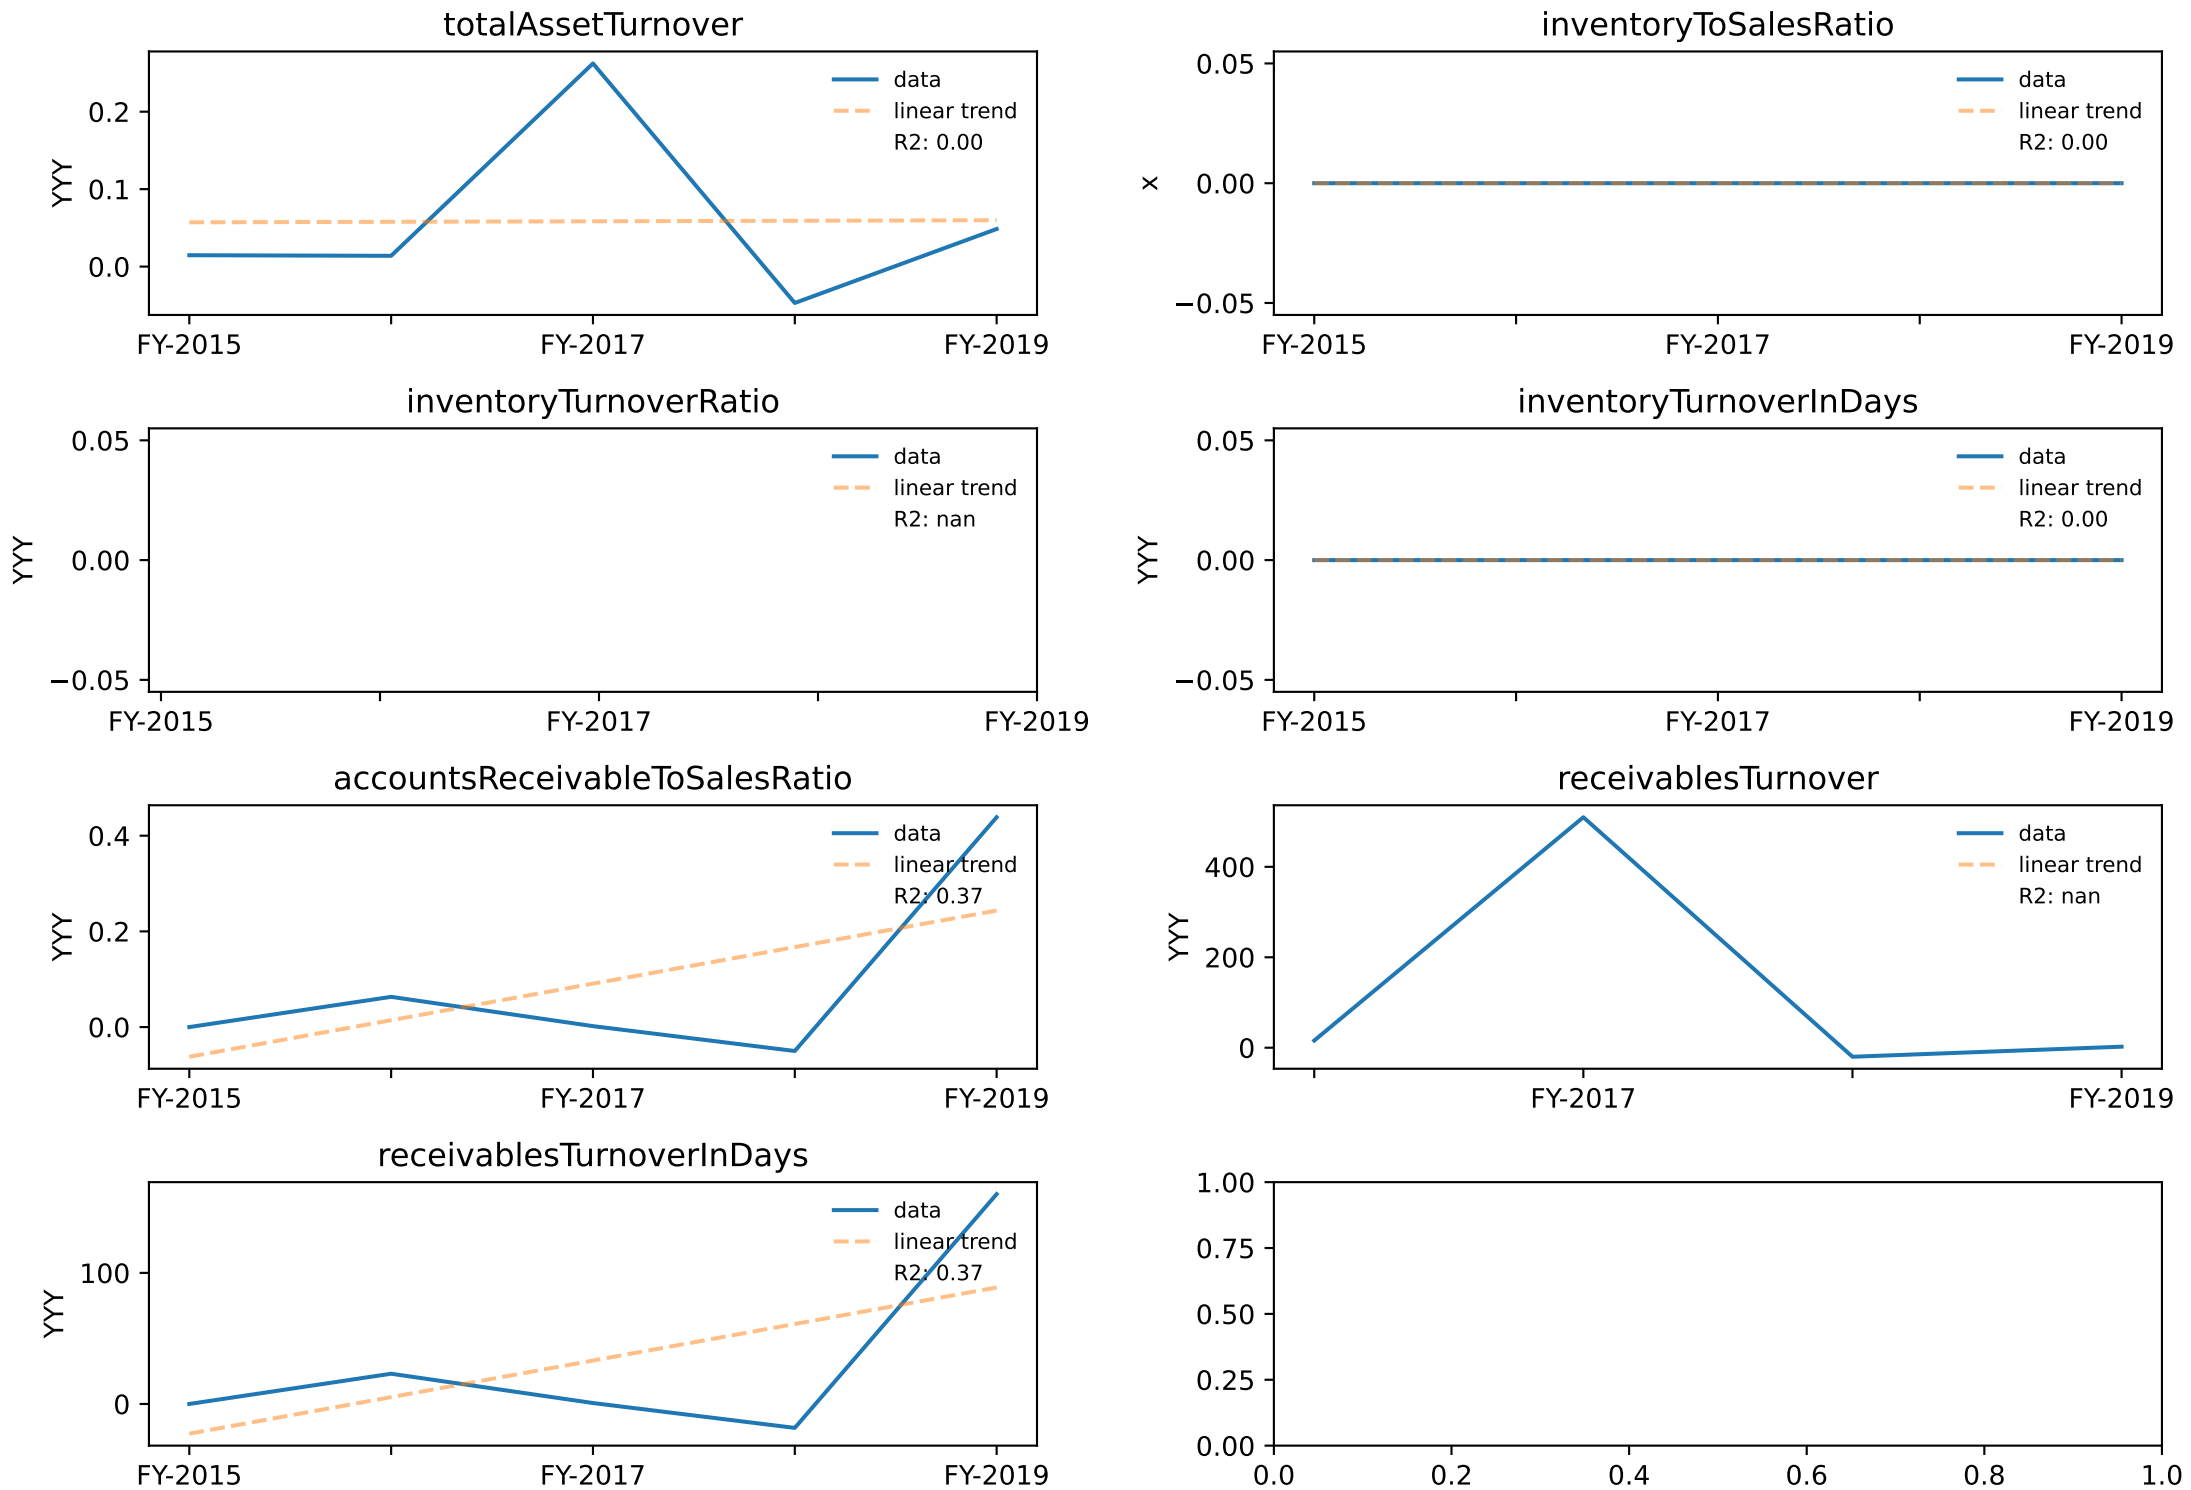 totalAssetTurnover
YYY
0.2
0.1
0.0
data
linear trend
R2: 0.00
FY-2015 FY-2017 FY-2019
inventoryToSalesRatio
x
0.05
0.00
−0.05
data
linear trend
R2: 0.00
FY-2015 FY-2017 FY-2019
inventoryTurnoverRatio
YYY
0.05
0.00
−0.05
data
linear trend
R2: nan
FY-2015 FY-2017 FY-2019
inventoryTurnoverInDays
YYY
0.05
0.00
−0.05
data
linear trend
R2: 0.00
FY-2015 FY-2017 FY-2019
accountsReceivableToSalesRatio
YYY
0.4
0.2
0.0
data
linear trend
R2: 0.37
FY-2015 FY-2017 FY-2019
receivablesTurnover
YYY
400
200
0
data
linear trend
R2: nan
FY-2017 FY-2019
receivablesTurnoverInDays
YYY
100
0
data
linear trend
R2: 0.37
FY-2015 FY-2017 FY-2019
1.00
0.75
0.50
0.25
0.00
0.0 0.2 0.4 0.6 0.8 1.0